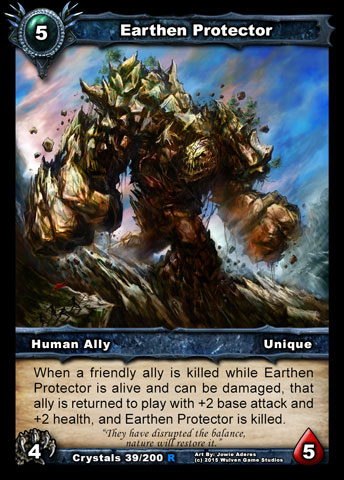 5
Earthen Protector
Human Ally Unique
When a friendly ally is killed while Earthen
Protector is alive and can be damaged, that
ally is returned to play with +2 base attack and
+2 health, and Earthen Protector is killed.
"They have disrupted the balance,
nature will restore it."
4
Crystals 39/200 R
Art By: Jowie Aderes
(c) 2015 Wulven Game Studios
5